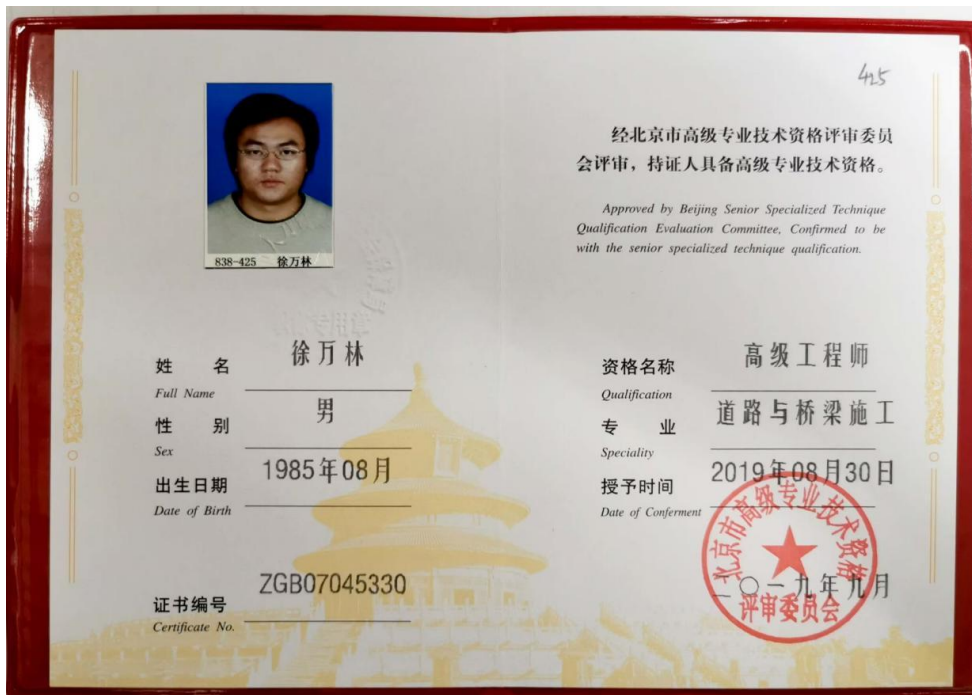 425
838-425 徐万林
经北京市高级专业技术资格评审委员
会评审，持证人具备高级专业技术资格。
Approved by Beijing Senior Specialized Technique
Qualification Evaluation Committee, Confirmed to be
with the senior specialized technique qualification.
姓 名 徐万林
Full Name
性 别 男
Sex
出生日期 1985年08月
Date of Birth
证书编号 ZGB07045330
Certificate No.
资格名称 高级工程师
Qualification
专 业 道路与桥梁施工
Speciality
授予时间 2019年08月30日
Date of Conferment
北京市高级专业技术资格
评审委员会
二〇一九年九月